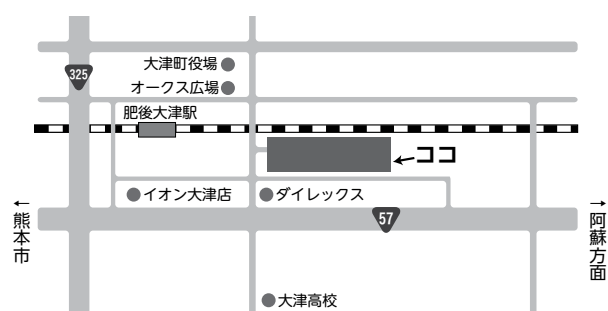 325
大津町役場
オークス広場
肥後大津駅
←ココ
イオン大津店
ダイレックス
57
←熊本市
→阿蘇方面
大津高校